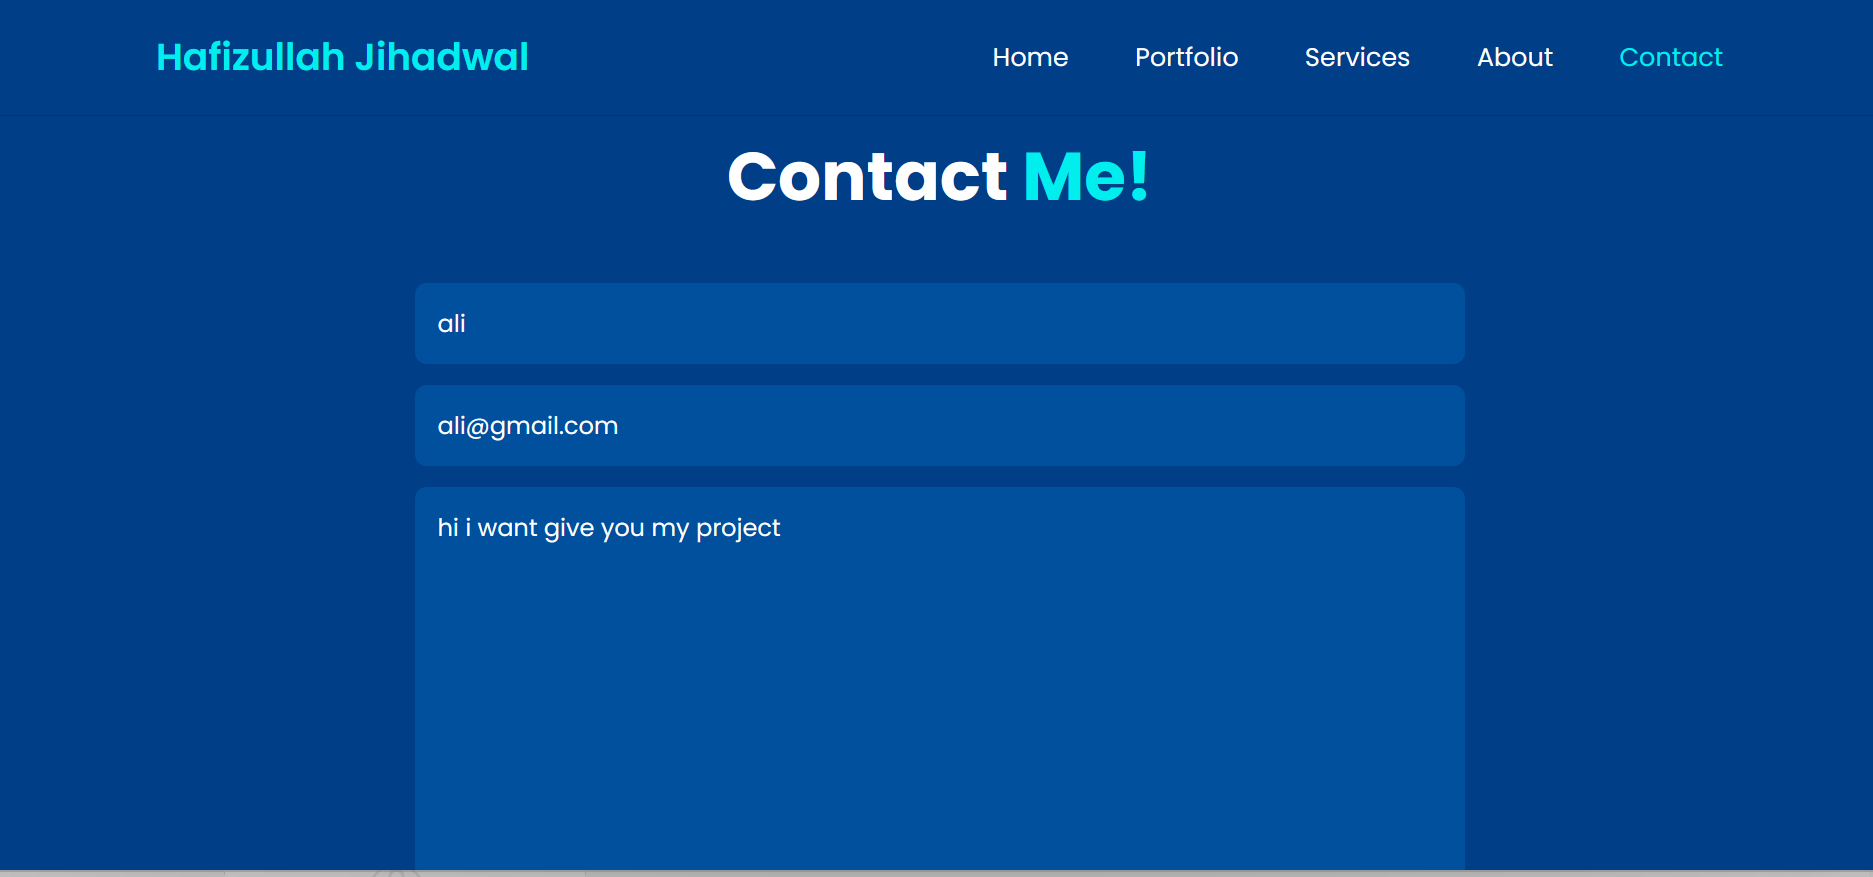 Hafizullah Jihadwal Home Portfolio Services About Contact
Contact Me!
ali
ali@gmail.com
hi i want give you my project